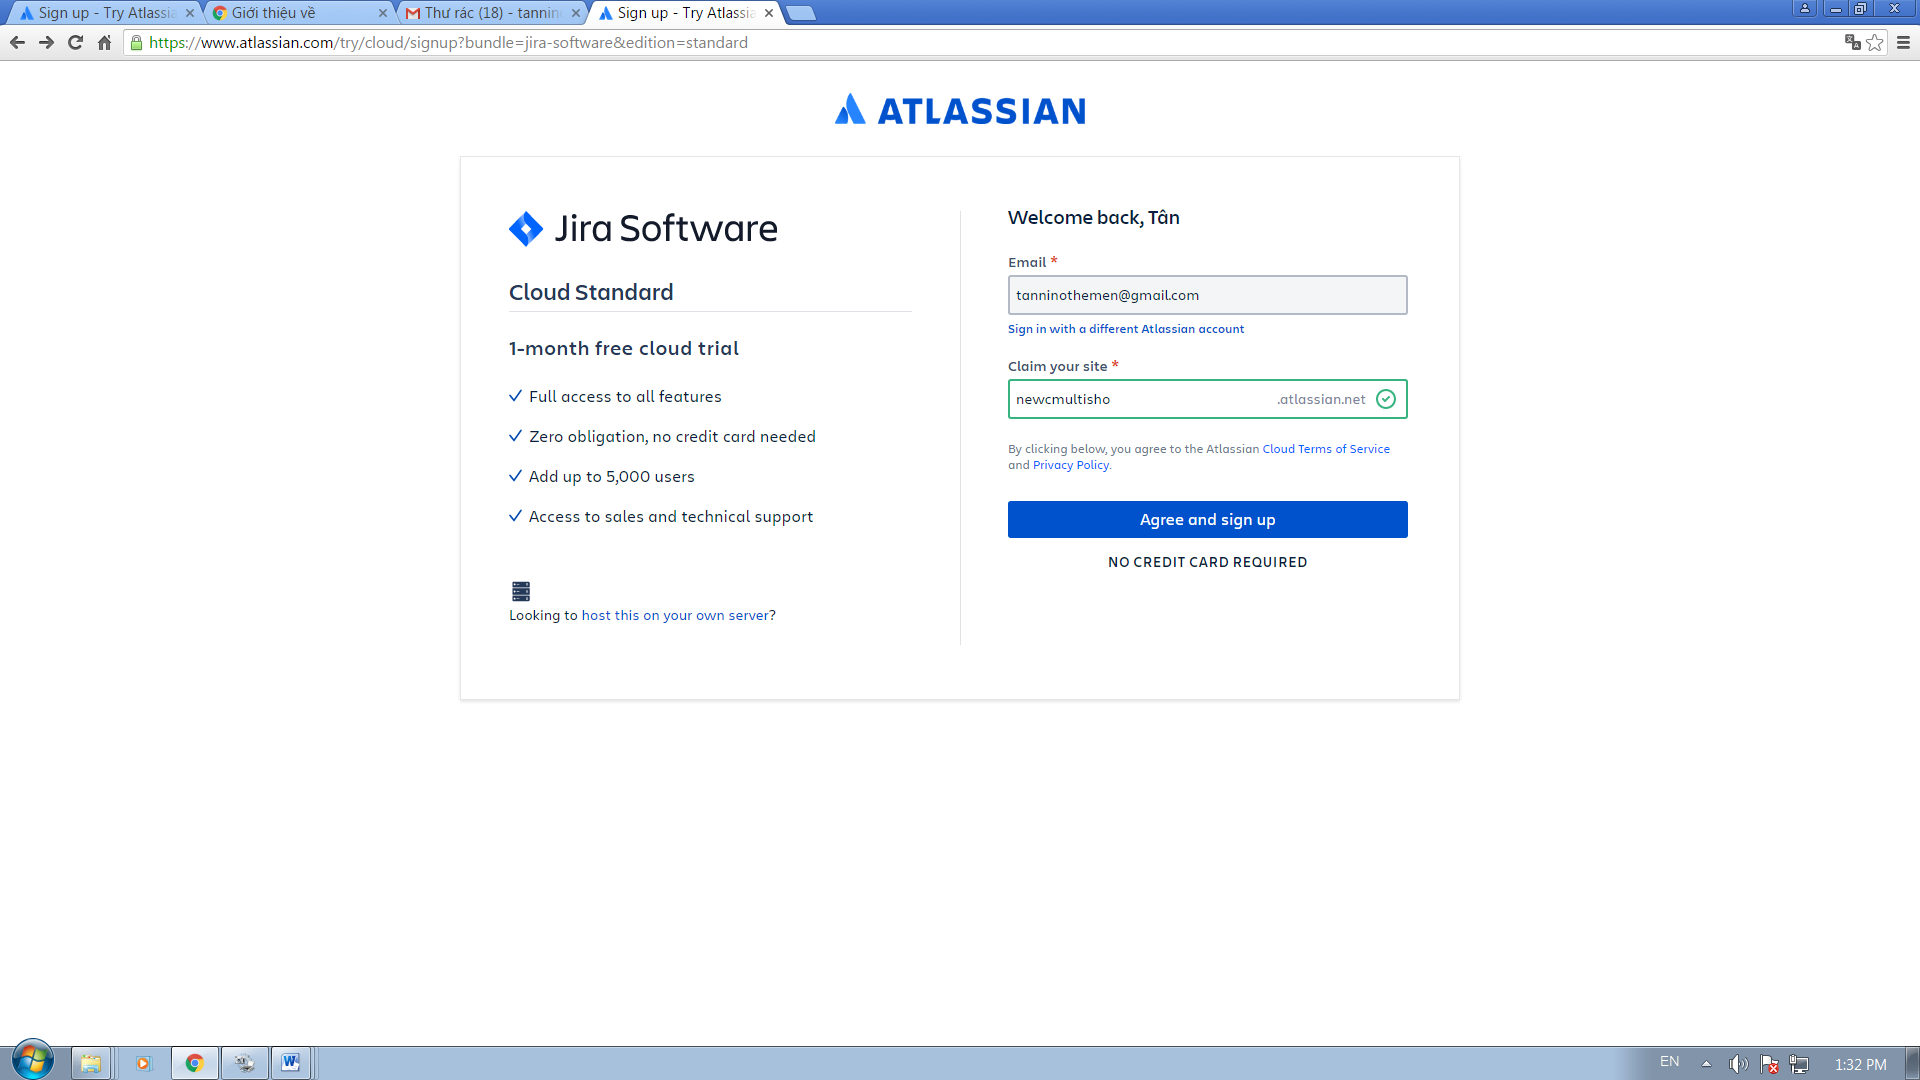 Sign up - Try Atlassia
Giới thiệu về
Thư rác (18) - tannino
Sign up - Try Atlassia
https://www.atlassian.com/try/cloud/signup?bundle=jira-software&edition=standard
ATLASSIAN
Jira Software
Cloud Standard
1-month free cloud trial
Full access to all features
Zero obligation, no credit card needed
Add up to 5,000 users
Access to sales and technical support
Looking to host this on your own server?
Welcome back, Tân
Email *
tanninothemen@gmail.com
Sign in with a different Atlassian account
Claim your site *
newcmultisho .atlassian.net
By clicking below, you agree to the Atlassian Cloud Terms of Service
and Privacy Policy.
Agree and sign up
NO CREDIT CARD REQUIRED
EN
1:32 PM